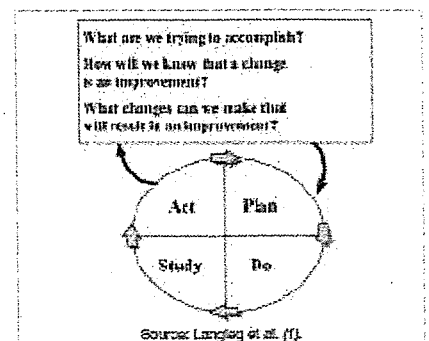 What are we trying to accomplish?
How will we know that a change
is an improvement?
What changes can we make that
will result in an improvement?
Act
Plan
Study
Do
Source: Langley et al. (1).